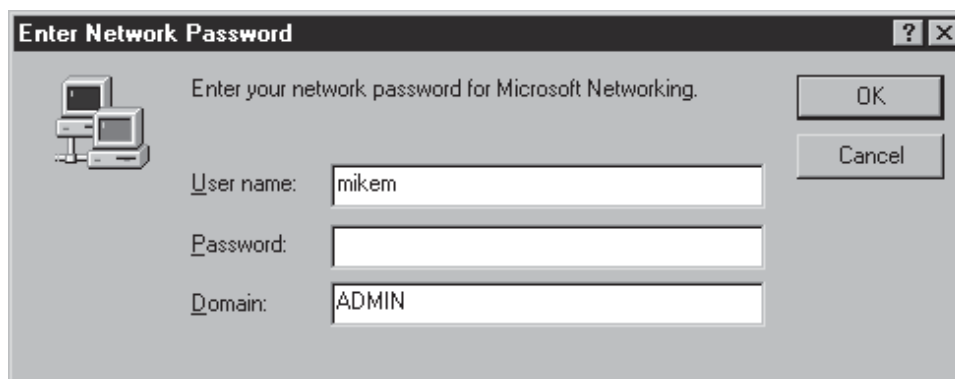 Enter Network Password
Enter your network password for Microsoft Networking.
OK
Cancel
User name: mikem
Password:
Domain: ADMIN